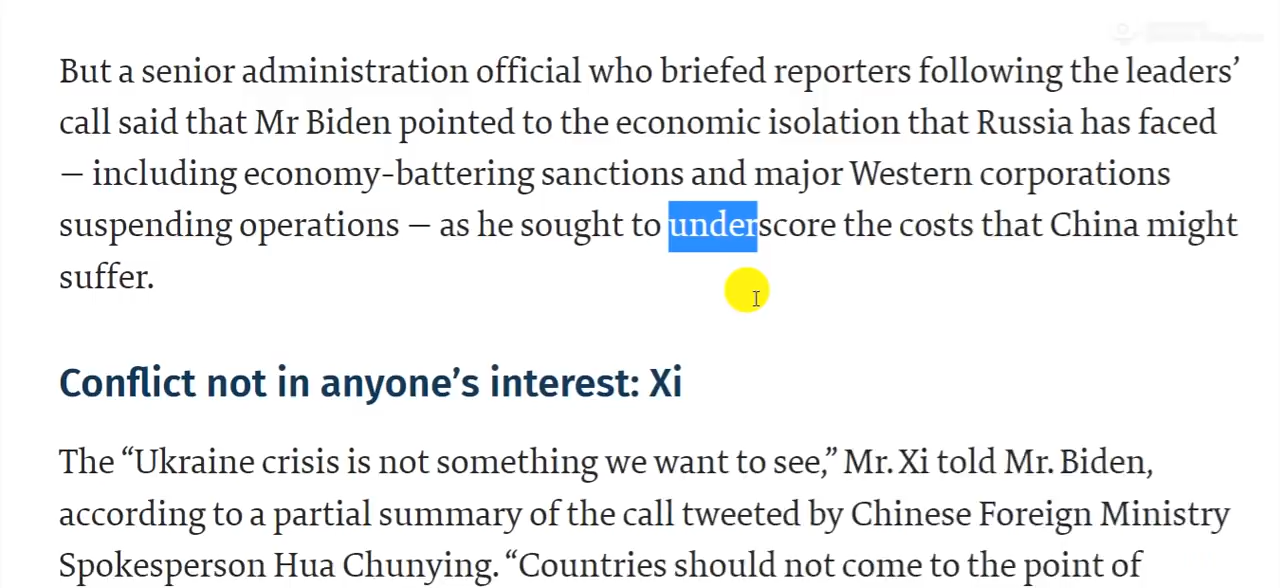 But a senior administration official who briefed reporters following the leaders’
call said that Mr Biden pointed to the economic isolation that Russia has faced
— including economy-battering sanctions and major Western corporations
suspending operations — as he sought to underscore the costs that China might
suffer.
Conflict not in anyone’s interest: Xi
The “Ukraine crisis is not something we want to see,” Mr. Xi told Mr. Biden,
according to a partial summary of the call tweeted by Chinese Foreign Ministry
Spokesperson Hua Chunying. “Countries should not come to the point of